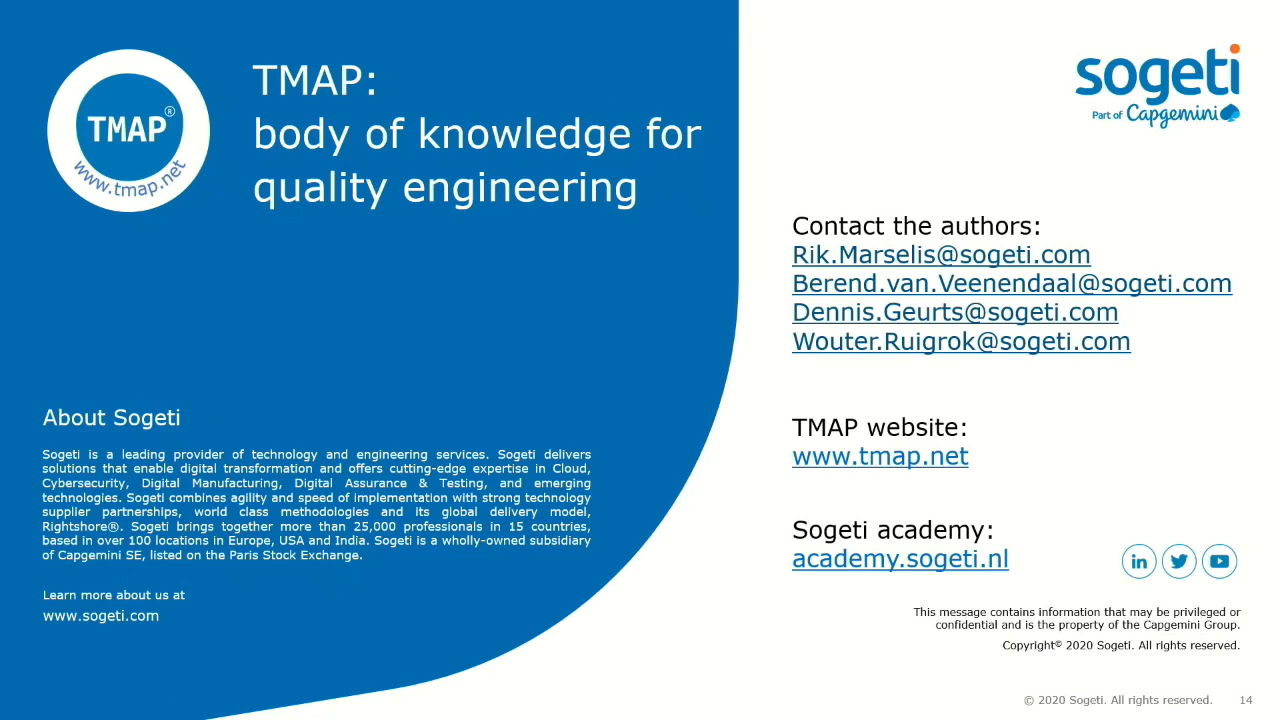 TMAP®
www.tmap.net
TMAP:
body of knowledge for
quality engineering
sogeti
Part of Capgemini
Contact the authors:
Rik.Marselis@sogeti.com
Berend.van.Veenendaal@sogeti.com
Dennis.Geurts@sogeti.com
Wouter.Ruigrok@sogeti.com
TMAP website:
www.tmap.net
Sogeti academy:
academy.sogeti.nl
About Sogeti
Sogeti is a leading provider of technology and engineering services. Sogeti delivers
solutions that enable digital transformation and offers cutting-edge expertise in Cloud,
Cybersecurity, Digital Manufacturing, Digital Assurance & Testing, and emerging
technologies. Sogeti combines agility and speed of implementation with strong technology
supplier partnerships, world class methodologies and its global delivery model,
Rightshore®. Sogeti brings together more than 25,000 professionals in 15 countries,
based in over 100 locations in Europe, USA and India. Sogeti is a wholly-owned subsidiary
of Capgemini SE, listed on the Paris Stock Exchange.
Learn more about us at
www.sogeti.com
in
This message contains information that may be privileged or
confidential and is the property of the Capgemini Group.
Copyright© 2020 Sogeti. All rights reserved.
© 2020 Sogeti. All rights reserved. 14